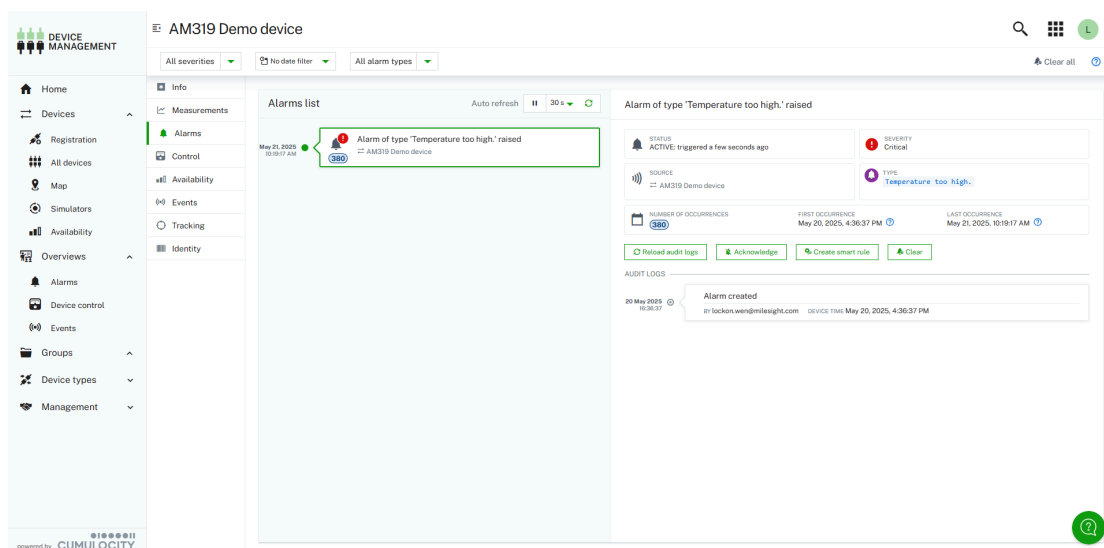 DEVICE
MANAGEMENT
AM319 Demo device
L
All severities
No date filter
All alarm types
Clear all
Home
Devices
Registration
All devices
Map
Simulators
Availability
Overviews
Alarms
Device control
Events
Groups
Device types
Management
powered by CUMULOCITY
Info
Measurements
Alarms
Control
Availability
Events
Tracking
Identity
Alarms list
Auto refresh
30 s
May 21, 2025
10:19:17 AM
380
Alarm of type 'Temperature too high.' raised
AM319 Demo device
Alarm of type 'Temperature too high.' raised
STATUS
ACTIVE: triggered a few seconds ago
SEVERITY
Critical
SOURCE
AM319 Demo device
TYPE
Temperature too high.
NUMBER OF OCCURRENCES
380
FIRST OCCURRENCE
May 20, 2025, 4:36:37 PM
LAST OCCURRENCE
May 21, 2025, 10:19:17 AM
Reload audit logs
Acknowledge
Create smart rule
Clear
AUDIT LOGS
20 May 2025
16:36:37
Alarm created
BY lockon.wen@milesight.com DEVICE TIME May 20, 2025, 4:36:37 PM